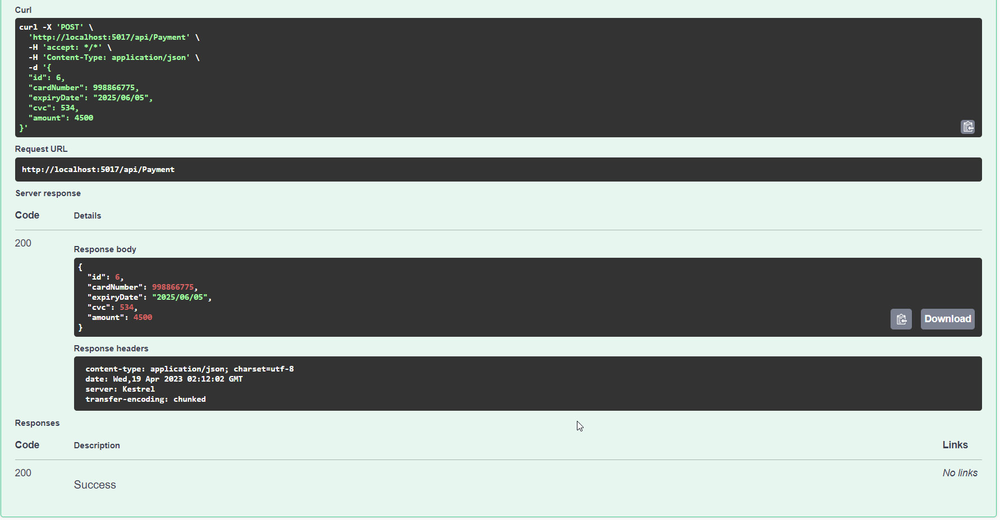 Curl
curl -X 'POST' \
'http://localhost:5017/api/Payment' \
-H 'accept: */*' \
-H 'Content-Type: application/json' \
-d '{
"id": 6,
"cardNumber": 998866775,
"expiryDate": "2025/06/05",
"cvc": 534,
"amount": 4500
}'
Request URL
http://localhost:5017/api/Payment
Server response
Code Details
200
Response body
{
"id": 6,
"cardNumber": 998866775,
"expiryDate": "2025/06/05",
"cvc": 534,
"amount": 4500
}
Download
Response headers
content-type: application/json; charset=utf-8
date: Wed,19 Apr 2023 02:12:02 GMT
server: Kestrel
transfer-encoding: chunked
Responses
Code Description Links
200 No links
Success